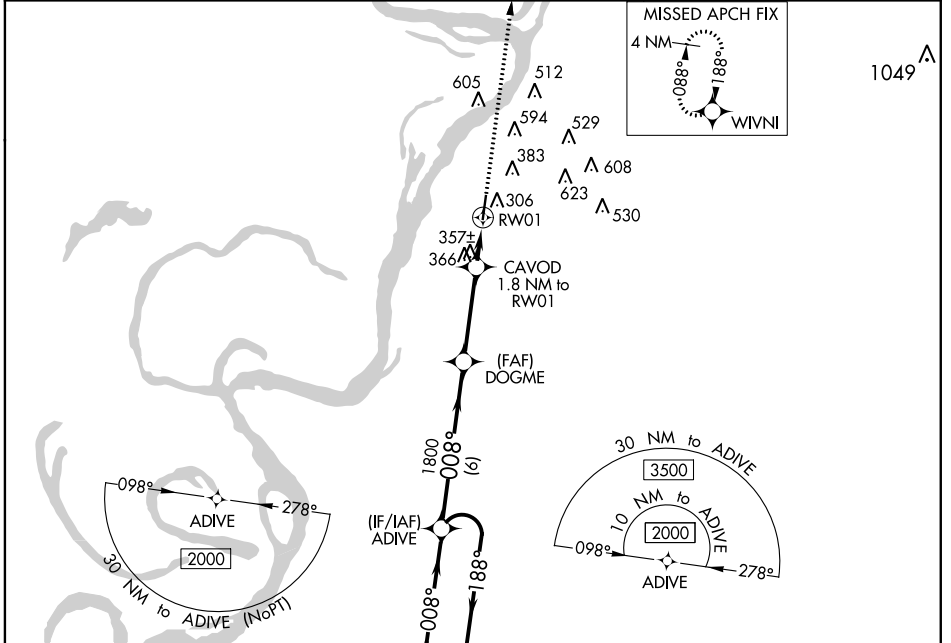 MISSED APCH FIX
4 NM
088°
188°
WIVNI
1049
605
512
594
529
383
608
623
306
530
RW01
357±
366
CAVOD
1.8 NM to
RW01
(FAF)
DOGME
1800
008°
(6)
(IF/IAF)
ADIVE
188°
008°
098°
278°
ADIVE
2000
30 NM to ADIVE (NoPT)
30 NM to ADIVE
3500
10 NM to ADIVE
2000
098°
278°
ADIVE